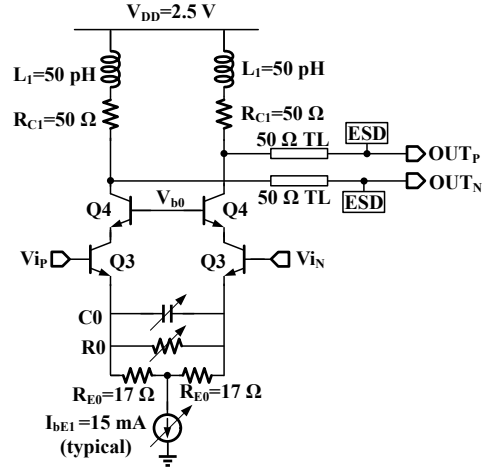 V_DD=2.5 V
L₁=50 pH
L₁=50 pH
R_C1=50 Ω
R_C1=50 Ω
50 Ω TL
ESD
OUT_P
50 Ω TL
ESD
OUT_N
Q4
V_b0
Q4
Vi_P
Q3
Q3
Vi_N
C0
R0
R_E0=17 Ω
R_E0=17 Ω
I_bE1=15 mA
(typical)